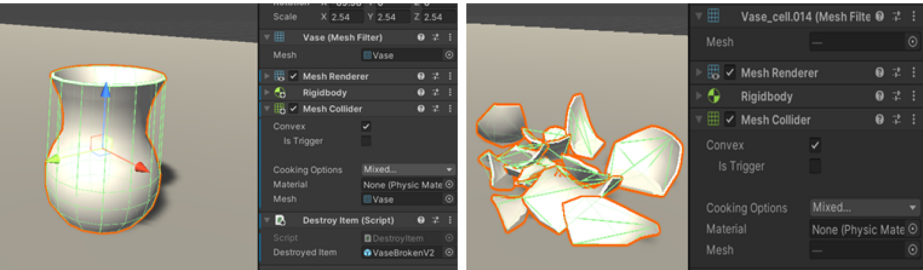 Scale X 2.54 Y 2.54 Z 2.54
Vase (Mesh Filter)
Mesh Vase
Mesh Renderer
Rigidbody
Mesh Collider
Convex
Is Trigger
Cooking Options Mixed...
Material None (Physic Mate
Mesh Vase
Destroy Item (Script)
Script DestroyItem
Destroyed Item VaseBrokenV2
Vase_cell.014 (Mesh Filte
Mesh —
Mesh Renderer
Rigidbody
Mesh Collider
Convex
Is Trigger
Cooking Options Mixed...
Material None (Physic Mate
Mesh —